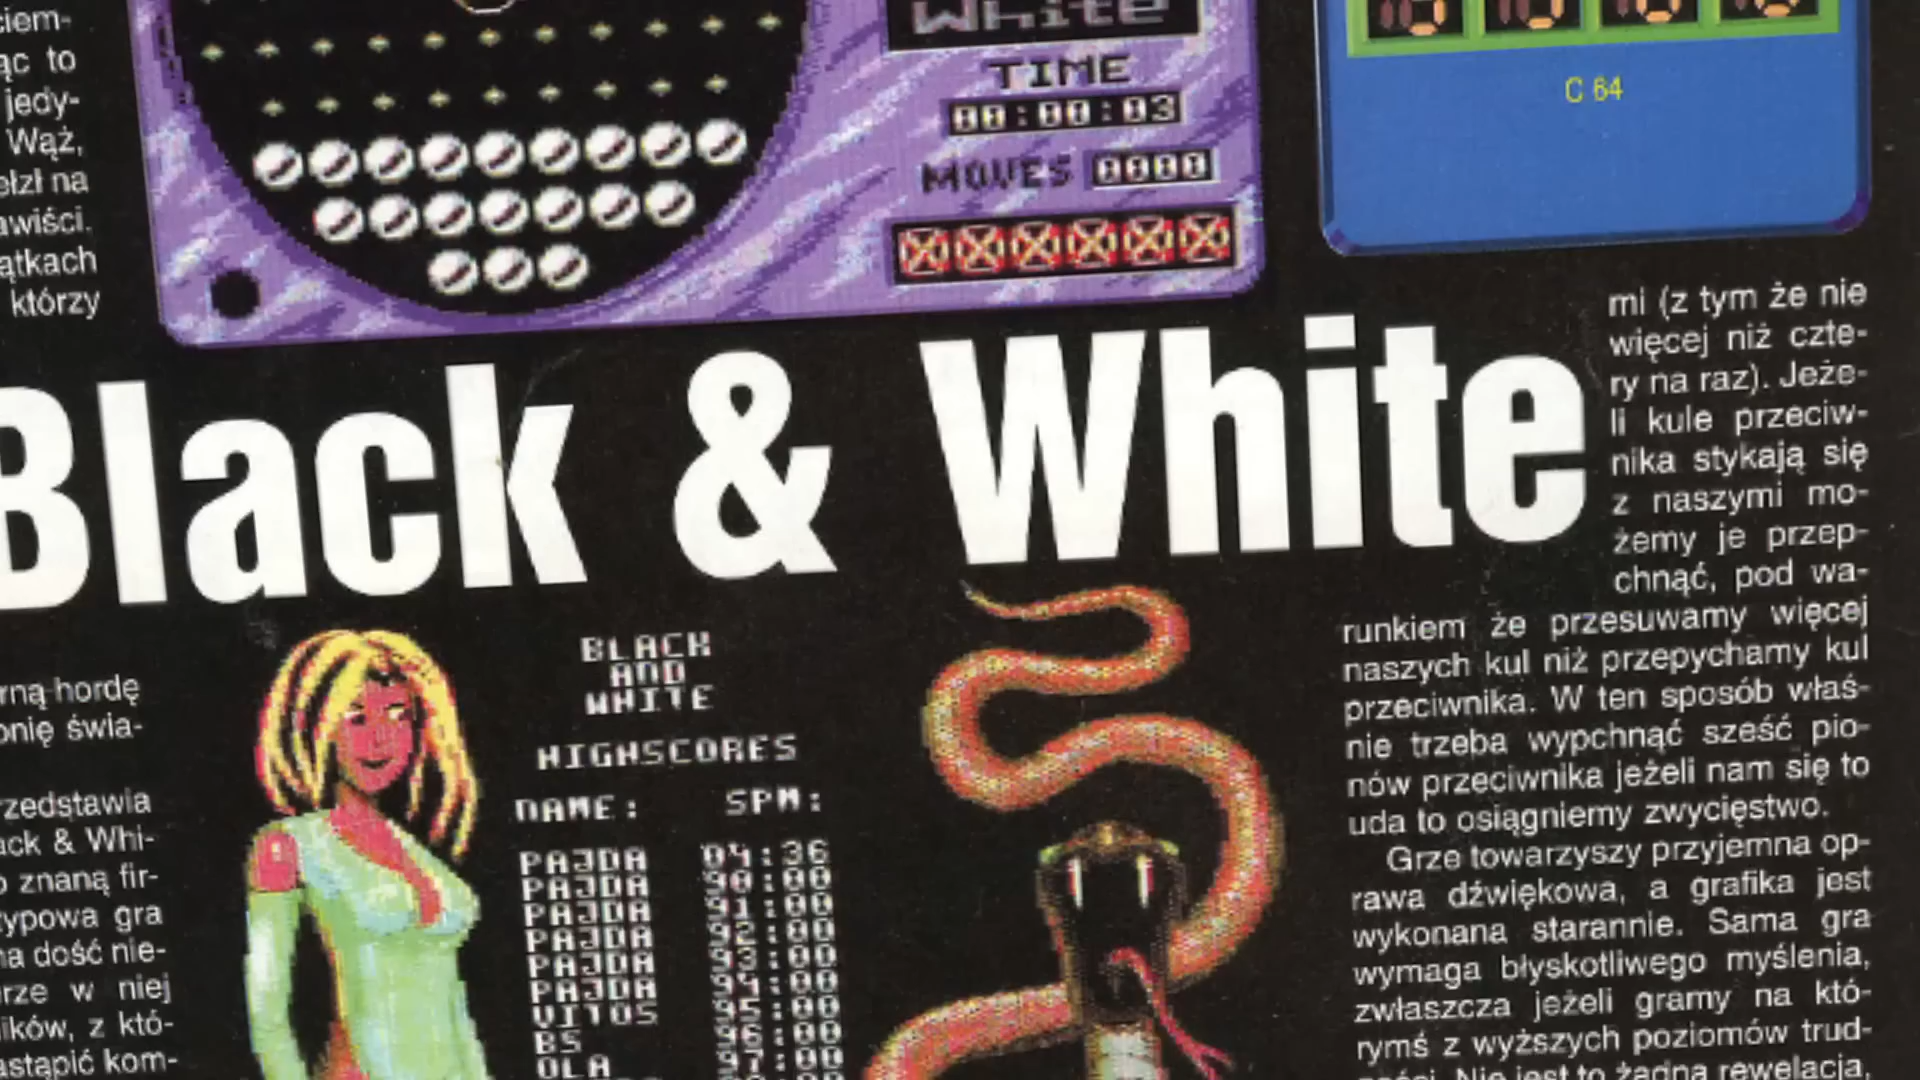 ąc to
jedy-
Wąż,
awiści.
ątkach
którzy
White
TIME
00:00:03
MOVES 0000
C 64
Black & White
rną hordę
onię świa-
rzedstawia
ack & Whi-
o znaną fir-
typowa gra
na dość nie-
w niej
ików, z któ-
astąpić kom-
BLACK
AND
WHITE
HIGHSCORES
NAME: SPM:
PAJDA 04:36
PAJDA 90:00
PAJDA 91:00
PAJDA 92:00
PAJDA 93:00
PAJDA 94:00
VITOS 95:00
BS 96:00
OLA 97:00
mi (z tym że nie
więcej niż czte-
ry na raz). Jeże-
li kule przeciw-
nika stykają się
z naszymi mo-
żemy je przep-
chnąć, pod wa-
runkiem że przesuwamy więcej
naszych kul niż przepychamy kul
przeciwnika. W ten sposób właś-
nie trzeba wypchnąć sześć pio-
nów przeciwnika jeżeli nam się to
uda to osiągniemy zwycięstwo.
Grze towarzyszy przyjemna op-
rawa dźwiękowa, a grafika jest
wykonana starannie. Sama gra
wymaga błyskotliwego myślenia,
zwłaszcza jeżeli gramy na któ-
rymś z wyższych poziomów trud-
ności. Nie jest to żadna rewelacja,